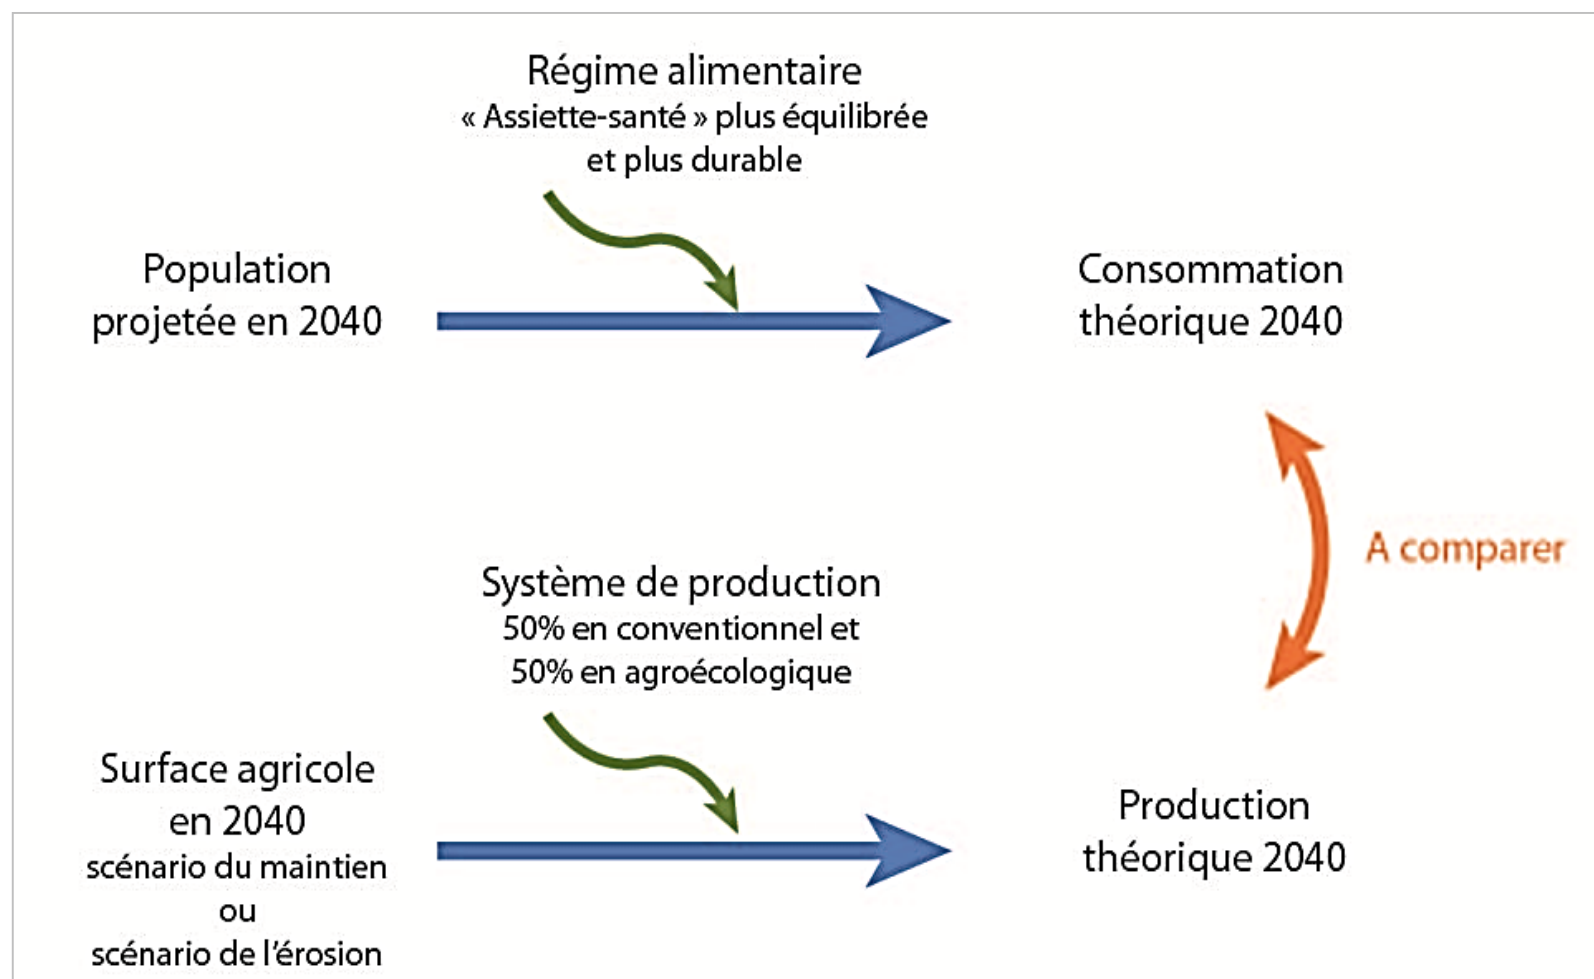 Régime alimentaire
« Assiette-santé » plus équilibrée
et plus durable
Population
projetée en 2040
Consommation
théorique 2040
A comparer
Système de production
50% en conventionnel et
50% en agroécologique
Surface agricole
en 2040
scénario du maintien
ou
scénario de l'érosion
Production
théorique 2040